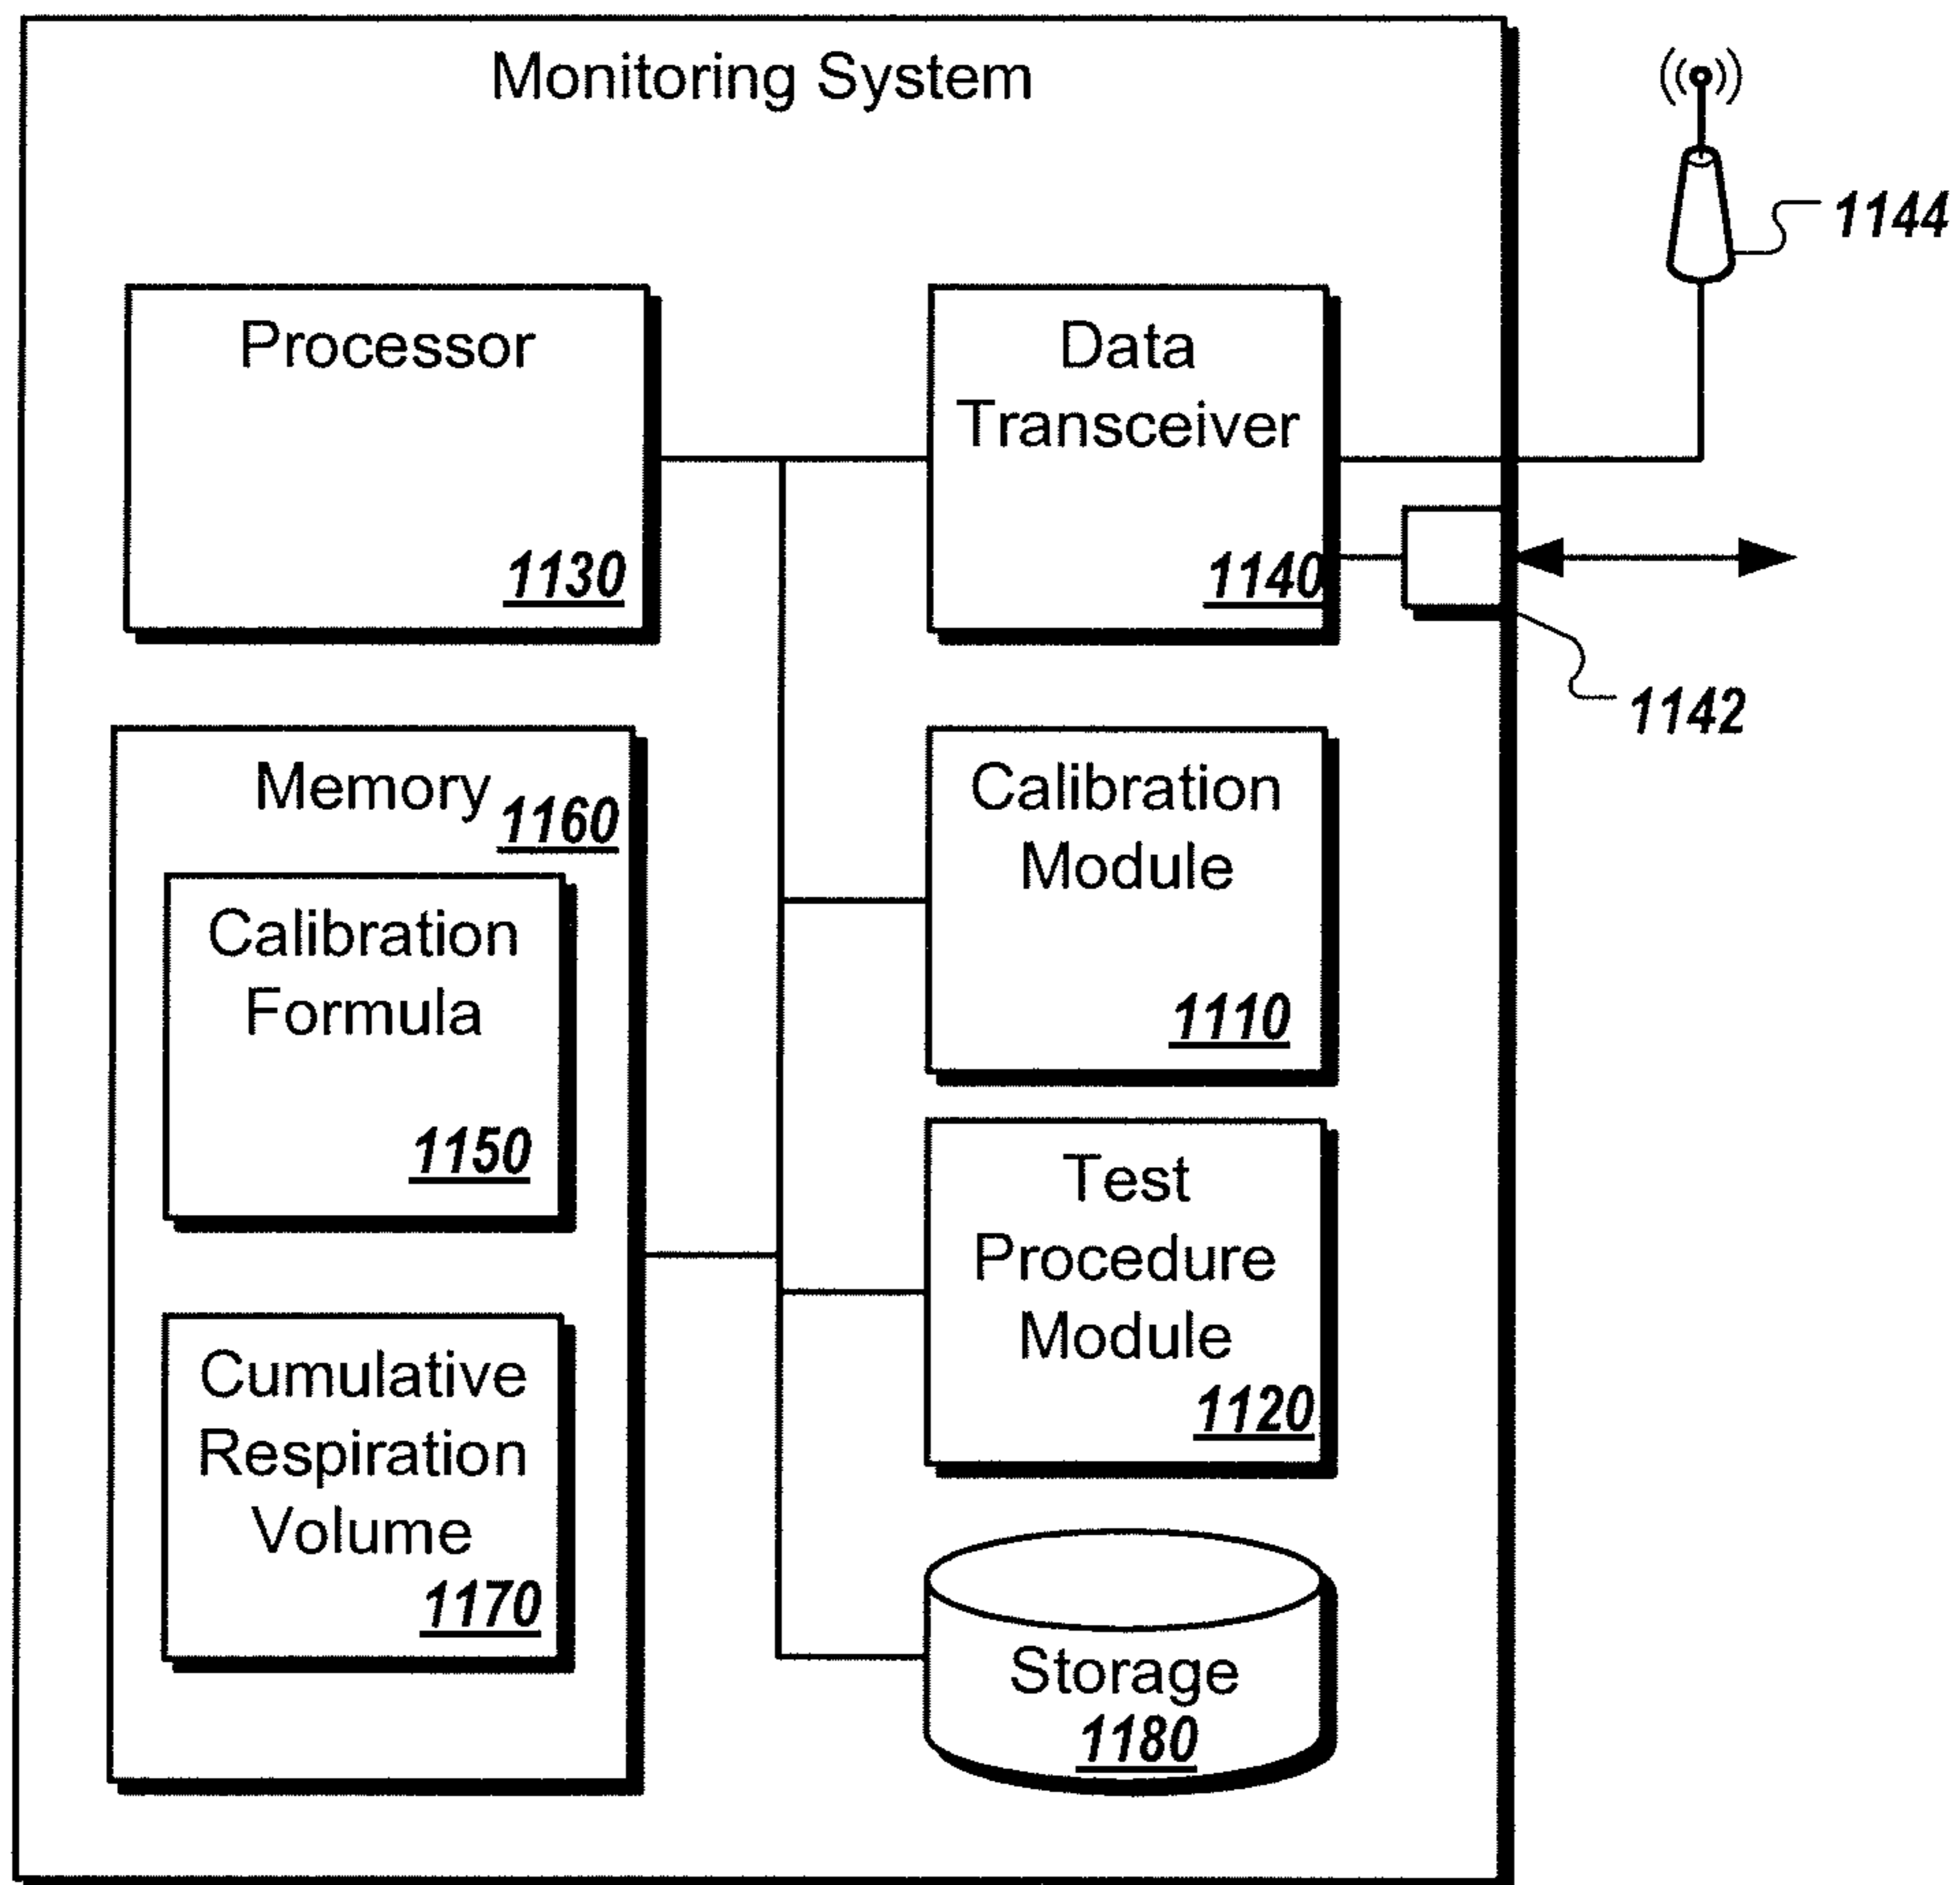 Monitoring System
1144
Processor
1130
Data
Transceiver
1140
1142
Memory
1160
Calibration
Formula
1150
Cumulative
Respiration
Volume
1170
Calibration
Module
1110
Test
Procedure
Module
1120
Storage
1180